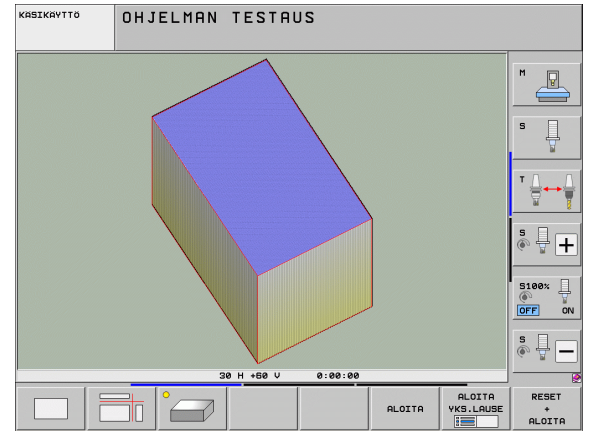 KÄSIKÄYTTÖ
OHJELMAN TESTAUS
M
S
T
S
S100%
OFF ON
S
30 H +60 V 0:00:00
ALOITA
ALOITA
YKS.LAUSE
RESET
+
ALOITA